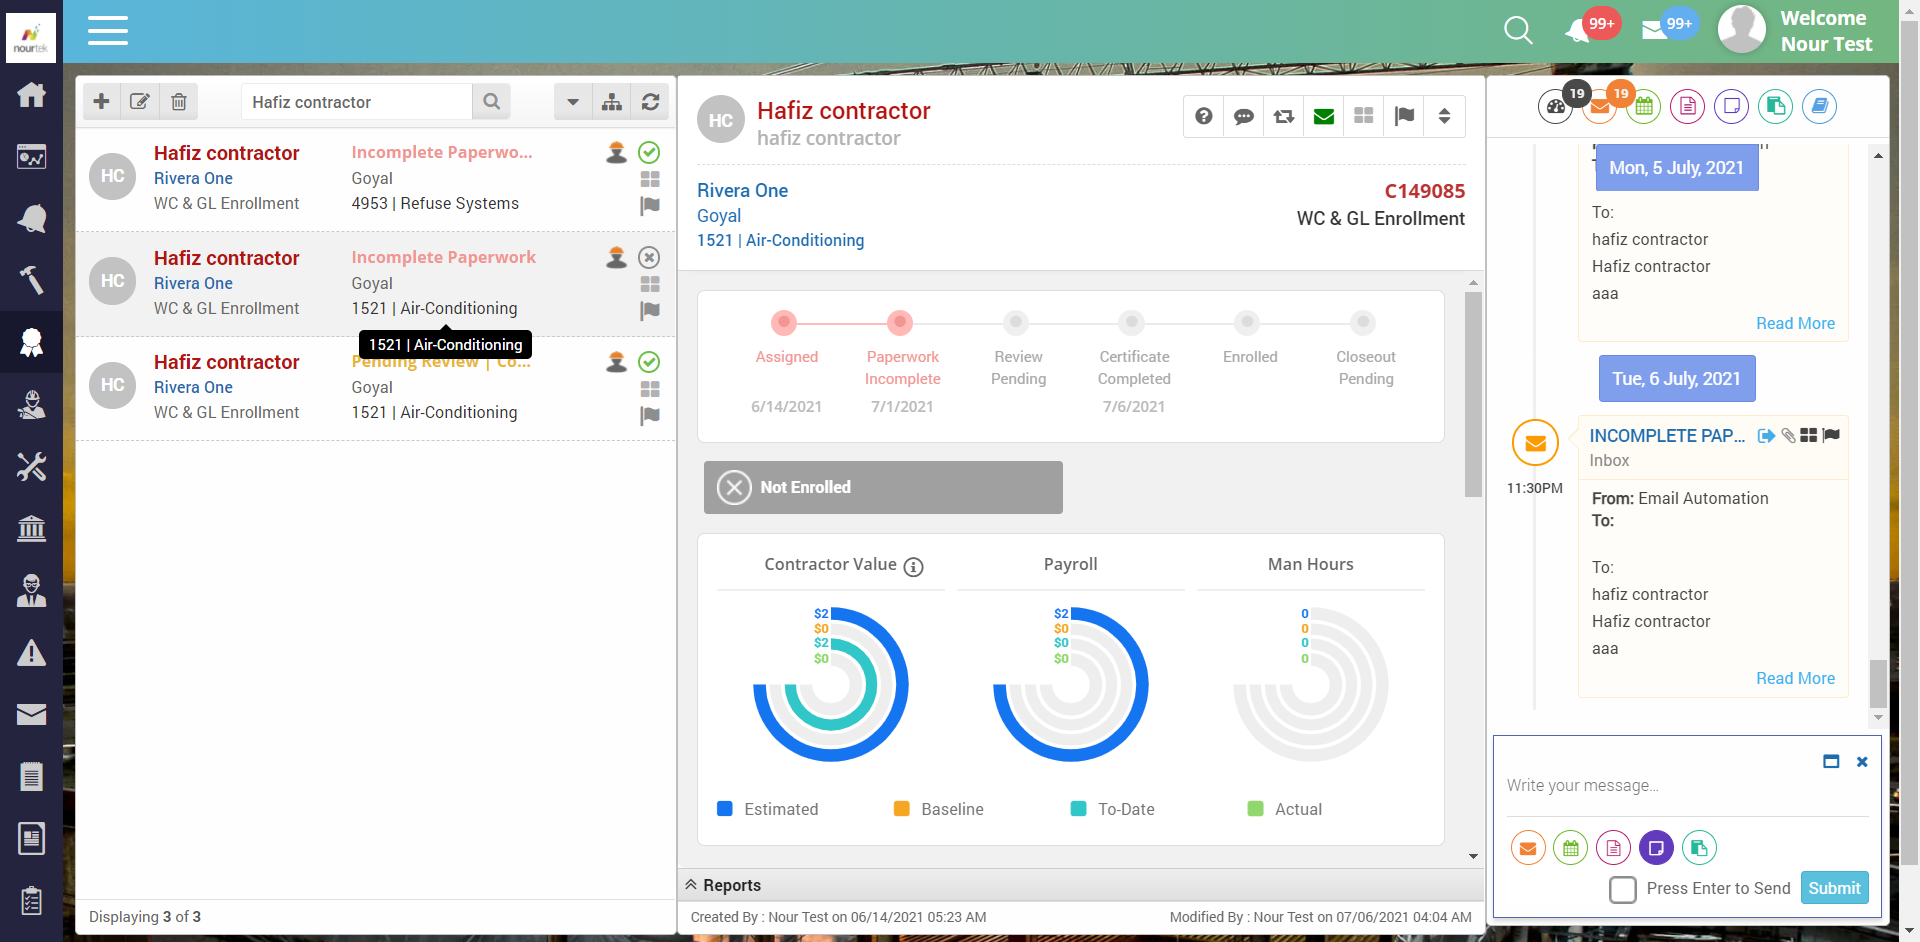 nourtek
99+
99+
Welcome
Nour Test
Hafiz contractor
HC
Hafiz contractor
Incomplete Paperwo...
Rivera One
Goyal
WC & GL Enrollment
4953 | Refuse Systems
HC
Hafiz contractor
Incomplete Paperwork
Rivera One
Goyal
WC & GL Enrollment
1521 | Air-Conditioning
1521 | Air-Conditioning
HC
Hafiz contractor
Pending Review | Co...
Rivera One
Goyal
WC & GL Enrollment
1521 | Air-Conditioning
Displaying 3 of 3
HC
Hafiz contractor
hafiz contractor
Rivera One
C149085
Goyal
WC & GL Enrollment
1521 | Air-Conditioning
Assigned
6/14/2021
Paperwork
Incomplete
7/1/2021
Review
Pending
Certificate
Completed
7/6/2021
Enrolled
Closeout
Pending
Not Enrolled
Contractor Value
$2
$0
$2
$0
Payroll
$2
$0
$0
$0
Man Hours
0
0
0
0
Estimated
Baseline
To-Date
Actual
Reports
Created By : Nour Test on 06/14/2021 05:23 AM
Modified By : Nour Test on 07/06/2021 04:04 AM
19
19
Mon, 5 July, 2021
To:
hafiz contractor
Hafiz contractor
aaa
Read More
Tue, 6 July, 2021
11:30PM
INCOMPLETE PAP...
Inbox
From: Email Automation
To:
To:
hafiz contractor
Hafiz contractor
aaa
Read More
Write your message...
Press Enter to Send
Submit